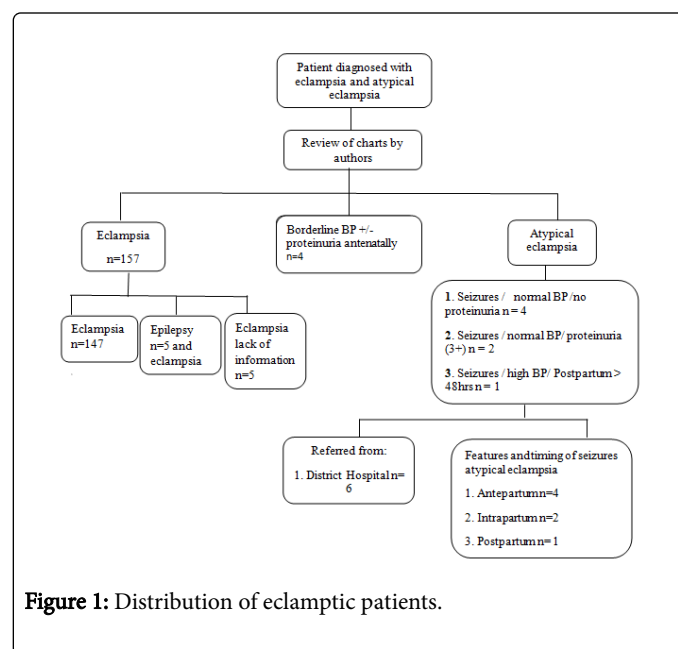 Patient diagnosed with
eclampsia and atypical
eclampsia
Review of charts by
authors
Eclampsia
n=157
Borderline BP +/-
proteinuria antenatally
n=4
Atypical
eclampsia
Eclampsia
n=147
Epilepsy
n=5 and
eclampsia
Eclampsia
lack of
information
n=5
1. Seizures / normal BP/no
proteinuria n= 4
2. Seizures / normal BP/ proteinuria
(3+) n = 2
3. Seizures / high BP/ Postpartum >
48hrs n = 1
Referred from:
1. District Hospital n=
6
Features and timing of seizures
atypical eclampsia
1. Antepartum n=4
2. Intrapartum n=2
3. Postpartum n=1
Figure 1: Distribution of eclamptic patients.